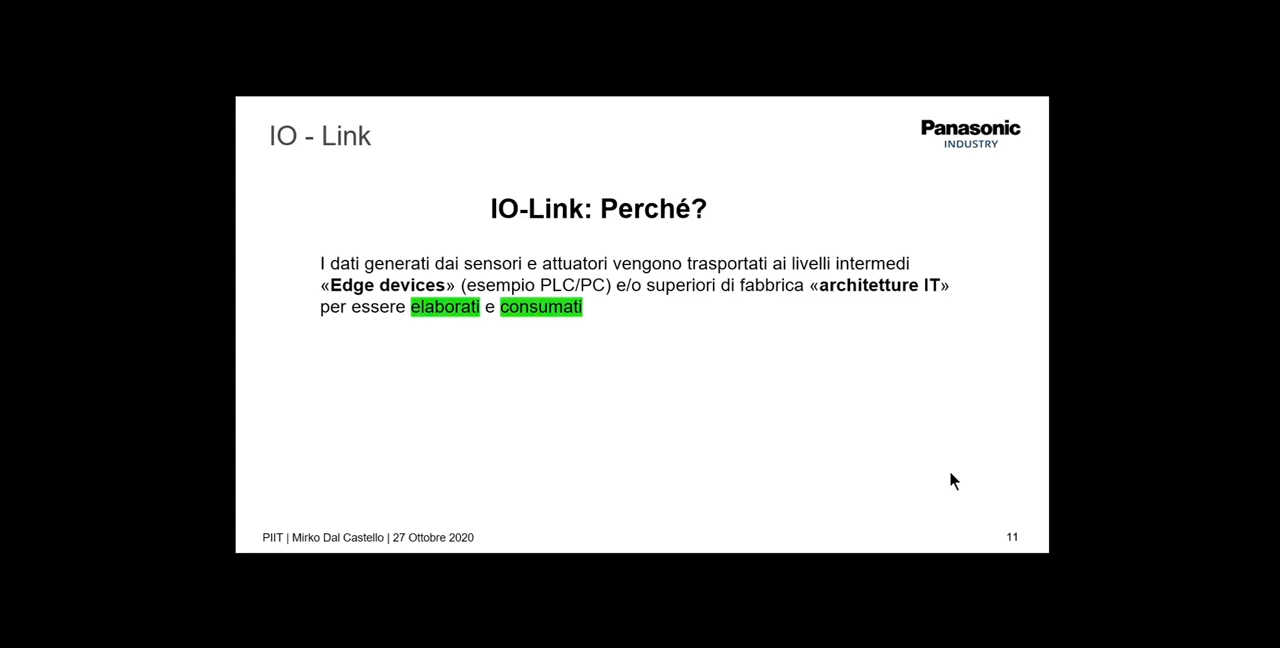 IO - Link
Panasonic
INDUSTRY
IO-Link: Perché?
I dati generati dai sensori e attuatori vengono trasportati ai livelli intermedi
«Edge devices» (esempio PLC/PC) e/o superiori di fabbrica «architetture IT»
per essere elaborati e consumati
PIIT | Mirko Dal Castello | 27 Ottobre 2020
11